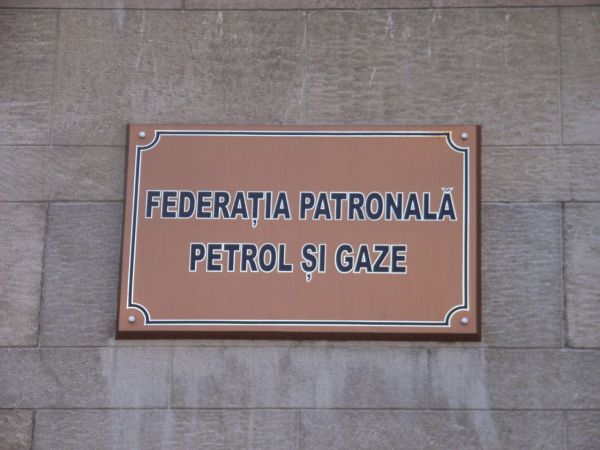 FEDERAȚIA PATRONALĂ
PETROL ȘI GAZE